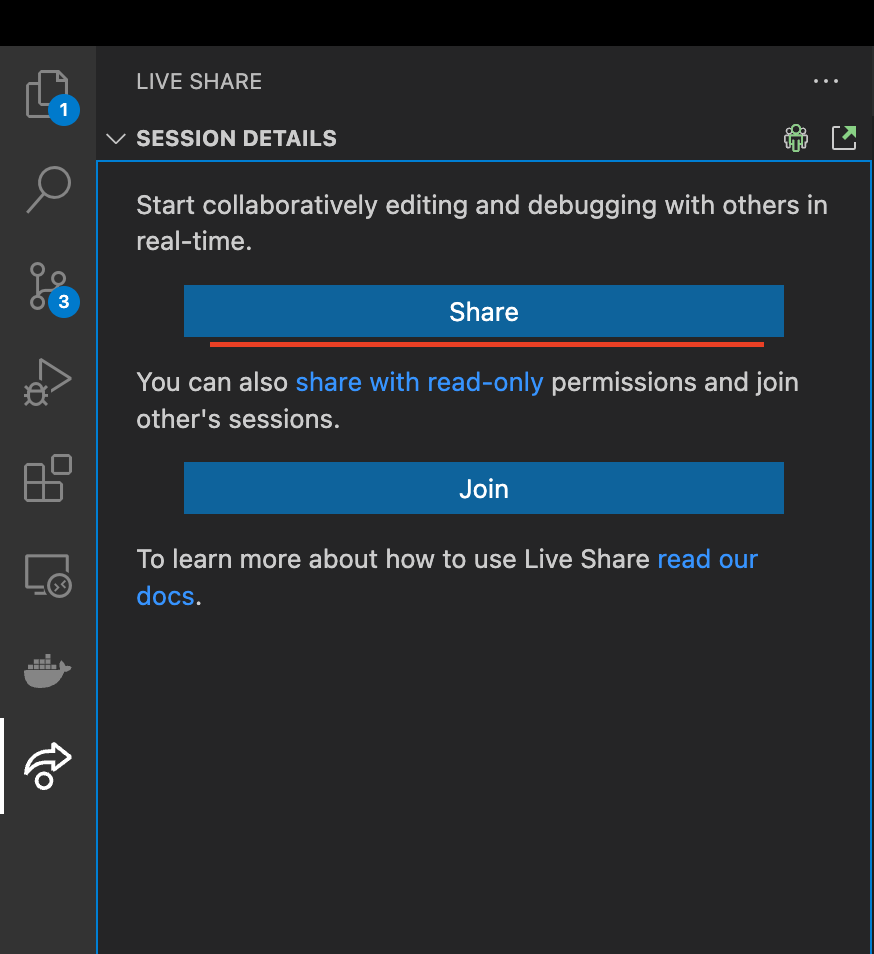 LIVE SHARE
1
SESSION DETAILS
Start collaboratively editing and debugging with others in
real-time.
3
Share
You can also share with read-only permissions and join
other's sessions.
Join
To learn more about how to use Live Share read our
docs.